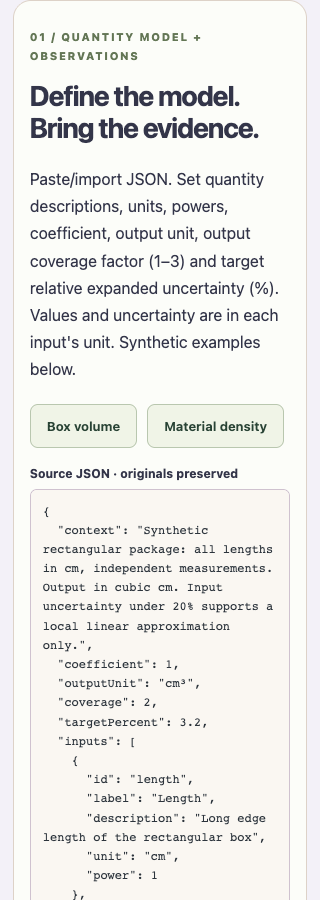 01 / QUANTITY MODEL +
OBSERVATIONS
Define the model.
Bring the evidence.
Paste/import JSON. Set quantity
descriptions, units, powers,
coefficient, output unit, output
coverage factor (1–3) and target
relative expanded uncertainty (%).
Values and uncertainty are in each
input's unit. Synthetic examples
below.
Box volume
Material density
Source JSON · originals preserved
{
  "context": "Synthetic
rectangular package: all lengths
in cm, independent measurements.
Output in cubic cm. Input
uncertainty under 20% supports a
local linear approximation
only.",
  "coefficient": 1,
  "outputUnit": "cm³",
  "coverage": 2,
  "targetPercent": 3.2,
  "inputs": [
    {
      "id": "length",
      "label": "Length",
      "description": "Long edge
length of the rectangular box",
      "unit": "cm",
      "power": 1
    },